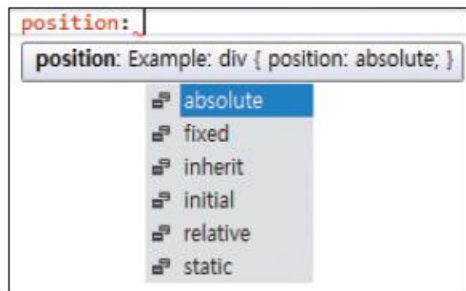 position:
position: Example: div { position: absolute; }
absolute
fixed
inherit
initial
relative
static